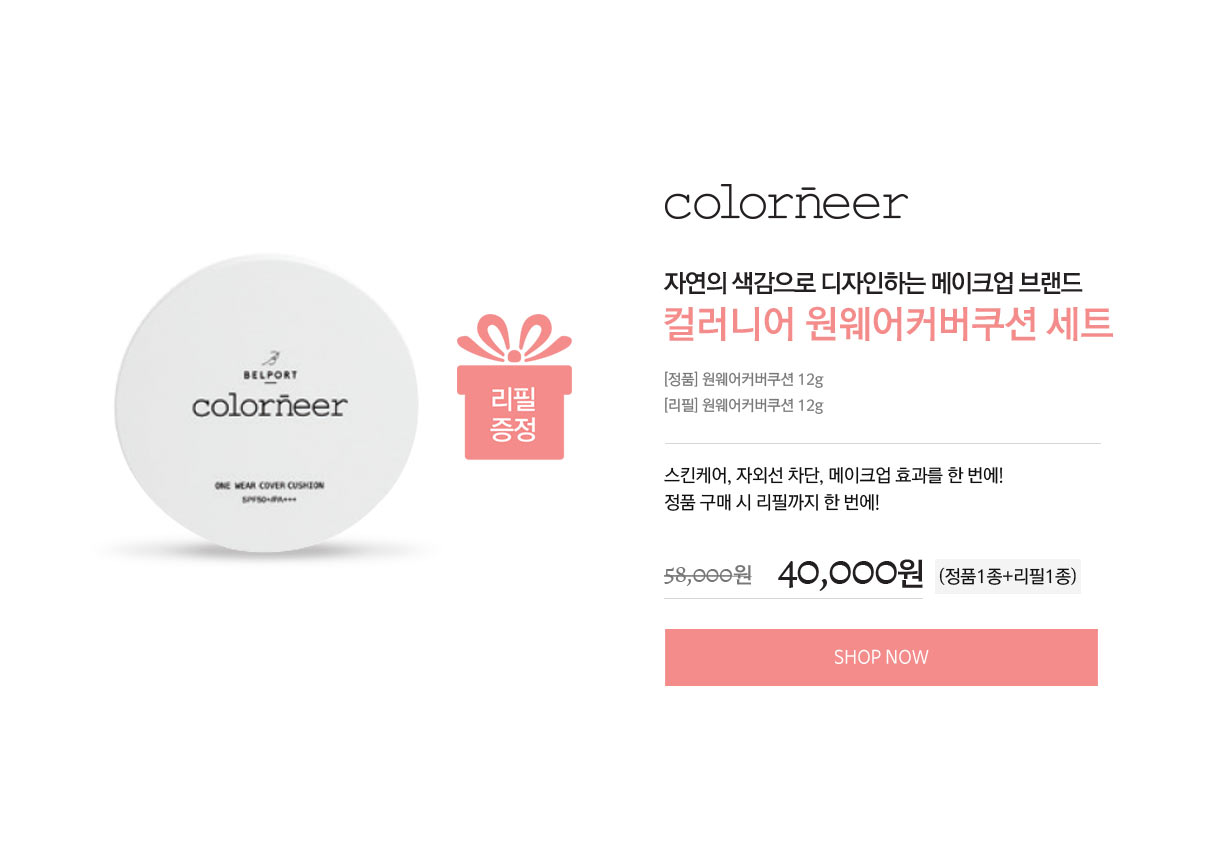 BELPORT
colorñeer
ONE WEAR COVER CUSHION
SPF50+/PA+++
리필
증정
colorñeer
자연의 색감으로 디자인하는 메이크업 브랜드
컬러니어 원웨어커버쿠션 세트
[정품] 원웨어커버쿠션 12g
[리필] 원웨어커버쿠션 12g
스킨케어, 자외선 차단, 메이크업 효과를 한 번에!
정품 구매 시 리필까지 한 번에!
58,000원 40,000원 (정품1종+리필1종)
SHOP NOW